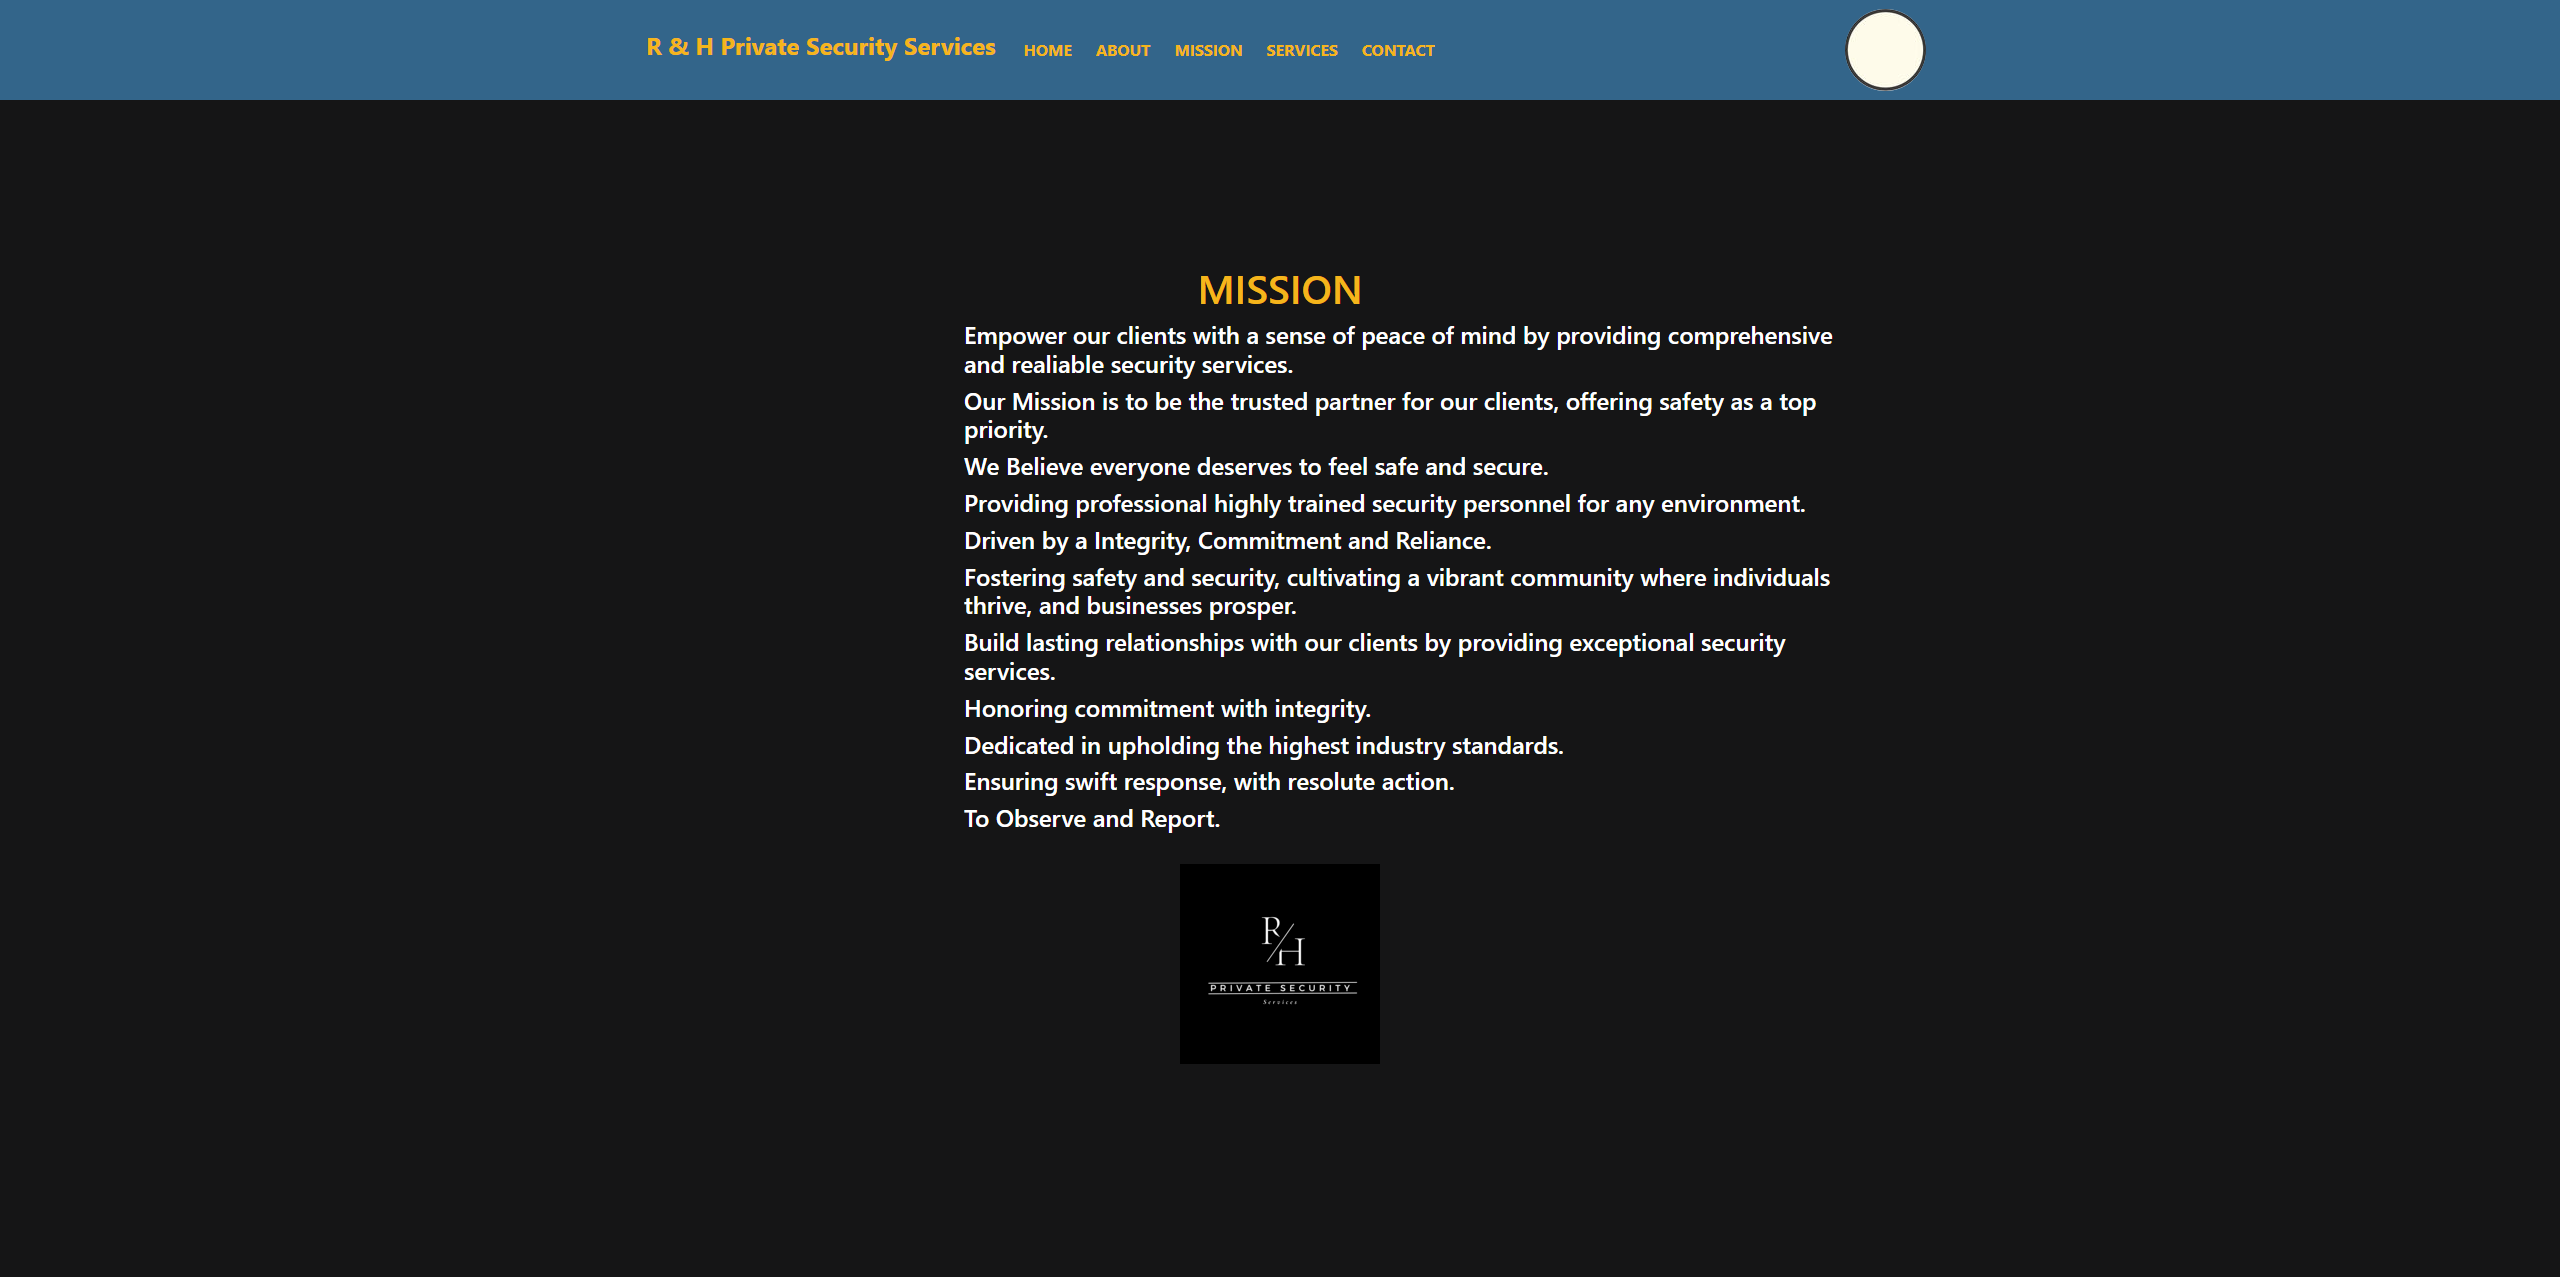 R & H Private Security Services HOME ABOUT MISSION SERVICES CONTACT
MISSION
Empower our clients with a sense of peace of mind by providing comprehensive
and realiable security services.
Our Mission is to be the trusted partner for our clients, offering safety as a top
priority.
We Believe everyone deserves to feel safe and secure.
Providing professional highly trained security personnel for any environment.
Driven by a Integrity, Commitment and Reliance.
Fostering safety and security, cultivating a vibrant community where individuals
thrive, and businesses prosper.
Build lasting relationships with our clients by providing exceptional security
services.
Honoring commitment with integrity.
Dedicated in upholding the highest industry standards.
Ensuring swift response, with resolute action.
To Observe and Report.
R/H
PRIVATE SECURITY
Services